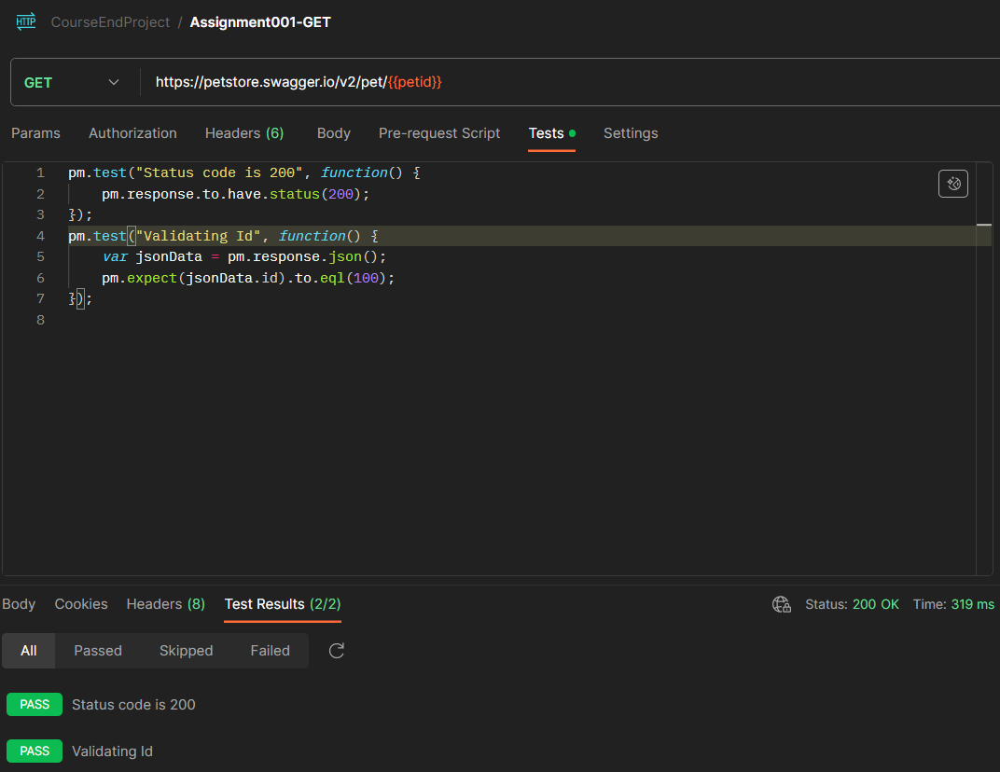 HTTP CourseEndProject / Assignment001-GET
GET https://petstore.swagger.io/v2/pet/{{petid}}
Params Authorization Headers (6) Body Pre-request Script Tests Settings
1 pm.test("Status code is 200", function() {
2 pm.response.to.have.status(200);
3 });
4 pm.test("Validating Id", function() {
5 var jsonData = pm.response.json();
6 pm.expect(jsonData.id).to.eql(100);
7 });
8
Body Cookies Headers (8) Test Results (2/2) Status: 200 OK Time: 319 ms
All Passed Skipped Failed
PASS Status code is 200
PASS Validating Id